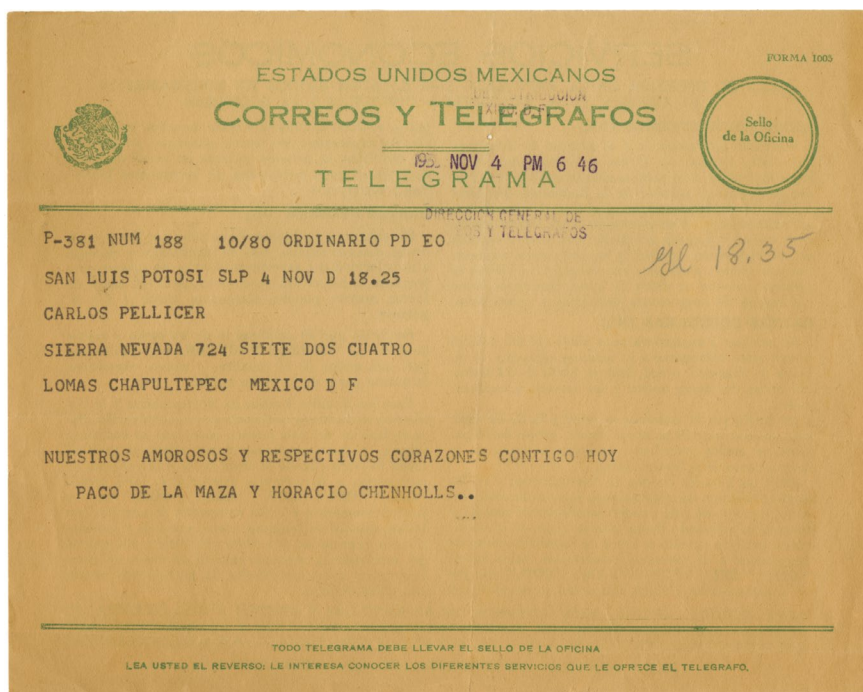 FORMA 1005
ESTADOS UNIDOS MEXICANOS
CORREOS Y TELEGRAFOS
Sello
de la Oficina
NOV 4 PM 6 46
TELEGRAMA
DIRECCION GENERAL DE
Y TELEGRAFOS
P-381 NUM 188 10/80 ORDINARIO PD EO
18.35
SAN LUIS POTOSI SLP 4 NOV D 18.25
CARLOS PELLICER
SIERRA NEVADA 724 SIETE DOS CUATRO
LOMAS CHAPULTEPEC MEXICO D F
NUESTROS AMOROSOS Y RESPECTIVOS CORAZONES CONTIGO HOY
PACO DE LA MAZA Y HORACIO CHENHOLLS..
TODO TELEGRAMA DEBE LLEVAR EL SELLO DE LA OFICINA
LEA USTED EL REVERSO; LE INTERESA CONOCER LOS DIFERENTES SERVICIOS QUE LE OFRECE EL TELEGRAFO.